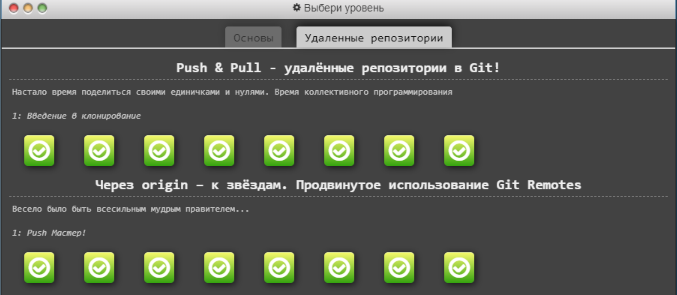 Выбери уровень
Основы
Удаленные репозитории
Push & Pull - удалённые репозитории в Git!
Настало время поделиться своими единичками и нулями. Время коллективного программирования
1: Введение в клонирование
Через origin – к звёздам. Продвинутое использование Git Remotes
Весело было быть всесильным мудрым правителем...
1: Push Мастер!